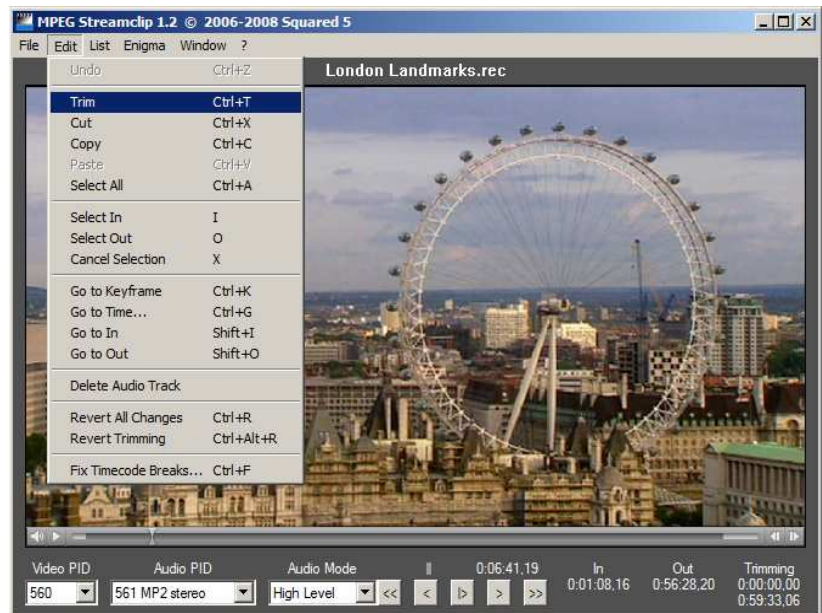 MPEG Streamclip 1.2 © 2006-2008 Squared 5
File Edit List Enigma Window ?
London Landmarks.rec
Undo Ctrl+Z
Trim Ctrl+T
Cut Ctrl+X
Copy Ctrl+C
Paste Ctrl+V
Select All Ctrl+A
Select In I
Select Out O
Cancel Selection X
Go to Keyframe Ctrl+K
Go to Time... Ctrl+G
Go to In Shift+I
Go to Out Shift+O
Delete Audio Track
Revert All Changes Ctrl+R
Revert Trimming Ctrl+Alt+R
Fix Timecode Breaks... Ctrl+F
Video PID Audio PID Audio Mode || 0:06:41,19 In Out Trimming
560 561 MP2 stereo High Level << < |> > >> 0:01:08,16 0:56:28,20 0:00:00,00
0:59:33,06